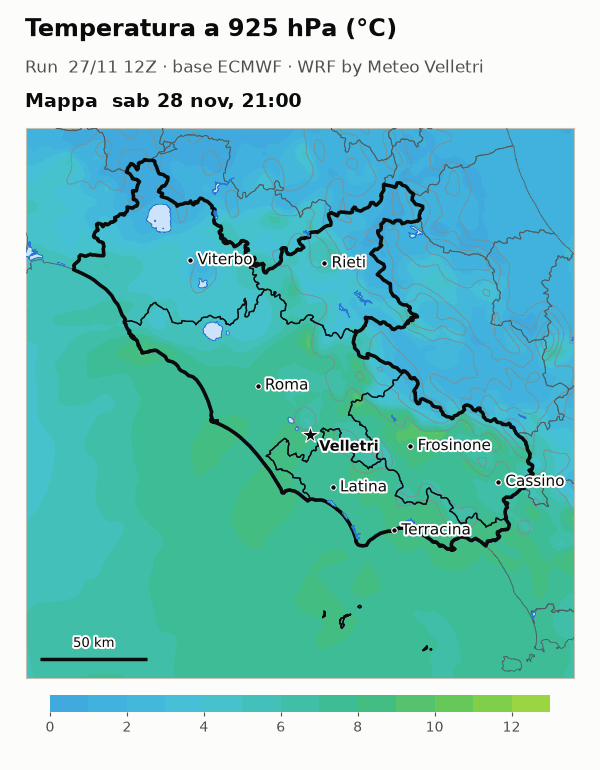 Temperatura a 925 hPa (°C)
Run  27/11 12Z · base ECMWF · WRF by Meteo Velletri
Mappa  sab 28 nov, 21:00
Viterbo
Rieti
Roma
Velletri
Frosinone
Latina
Cassino
Terracina
50 km
0 2 4 6 8 10 12